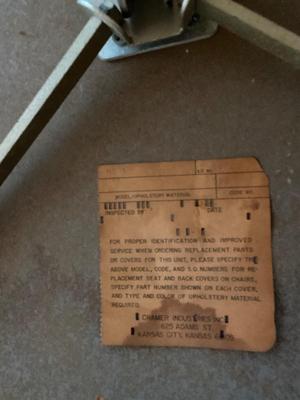 S.O. NO.
MODEL/UPHOLSTERY MATERIAL
CODE NO.
INSPECTED BY
DATE
FOR PROPER IDENTIFICATION AND IMPROVED
SERVICE WHEN ORDERING REPLACEMENT PARTS
OR COVERS FOR THIS UNIT, PLEASE SPECIFY THE
ABOVE MODEL, CODE, AND S.O. NUMBERS. FOR RE-
PLACEMENT SEAT AND BACK COVERS ON CHAIRS,
SPECIFY PART NUMBER SHOWN ON EACH COVER,
AND TYPE AND COLOR OF UPHOLSTERY MATERIAL
REQUIRED.
CRAMER INDUSTRIES INC.
625 ADAMS ST.
KANSAS CITY, KANSAS